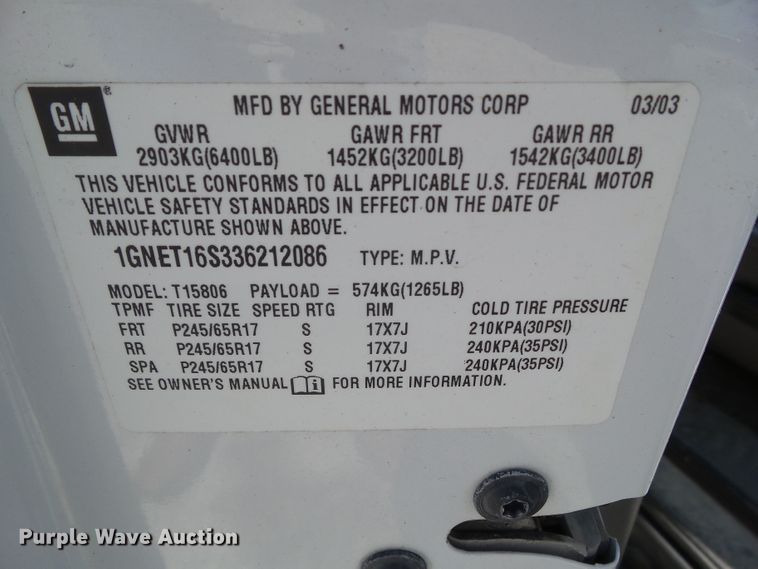 GM ® MFD BY GENERAL MOTORS CORP 03/03
GVWR GAWR FRT GAWR RR
2903KG(6400LB) 1452KG(3200LB) 1542KG(3400LB)
THIS VEHICLE CONFORMS TO ALL APPLICABLE U.S. FEDERAL MOTOR
VEHICLE SAFETY STANDARDS IN EFFECT ON THE DATE OF
MANUFACTURE SHOWN ABOVE.
1GNET16S336212086 TYPE: M.P.V.
MODEL: T15806 PAYLOAD = 574KG(1265LB)
TPMF TIRE SIZE SPEED RTG RIM COLD TIRE PRESSURE
FRT P245/65R17 S 17X7J 210KPA(30PSI)
RR P245/65R17 S 17X7J 240KPA(35PSI)
SPA P245/65R17 S 17X7J 240KPA(35PSI)
SEE OWNER'S MANUAL i FOR MORE INFORMATION.
Purple Wave Auction